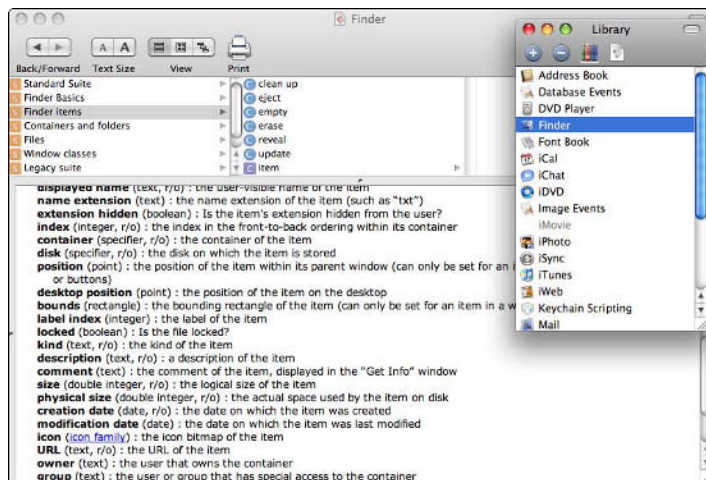 Finder
Library
A A
Back/Forward Text Size View Print
Standard Suite
Finder Basics
Finder items
Containers and folders
Files
Window classes
Legacy suite
C clean up
C eject
C empty
C erase
C reveal
C update
C item
Address Book
Database Events
DVD Player
Finder
Font Book
iCal
iChat
iDVD
Image Events
iMovie
iPhoto
iSync
iTunes
iWeb
Keychain Scripting
Mail
displayed name (text, r/o) : the user-visible name of the item
name extension (text) : the name extension of the item (such as “txt”)
extension hidden (boolean) : Is the item's extension hidden from the user?
index (integer, r/o) : the index in the front-to-back ordering within its container
container (specifier, r/o) : the container of the item
disk (specifier, r/o) : the disk on which the item is stored
position (point) : the position of the item within its parent window (can only be set for an i
or buttons)
desktop position (point) : the position of the item on the desktop
bounds (rectangle) : the bounding rectangle of the item (can only be set for an item in a w
label index (integer) : the label of the item
locked (boolean) : Is the file locked?
kind (text, r/o) : the kind of the item
description (text, r/o) : a description of the item
comment (text) : the comment of the item, displayed in the "Get Info" window
size (double integer, r/o) : the logical size of the item
physical size (double integer, r/o) : the actual space used by the item on disk
creation date (date, r/o) : the date on which the item was created
modification date (date) : the date on which the item was last modified
icon (icon family) : the icon bitmap of the item
URL (text, r/o) : the URL of the item
owner (text) : the user that owns the container
group (text) : the user or group that has special access to the container